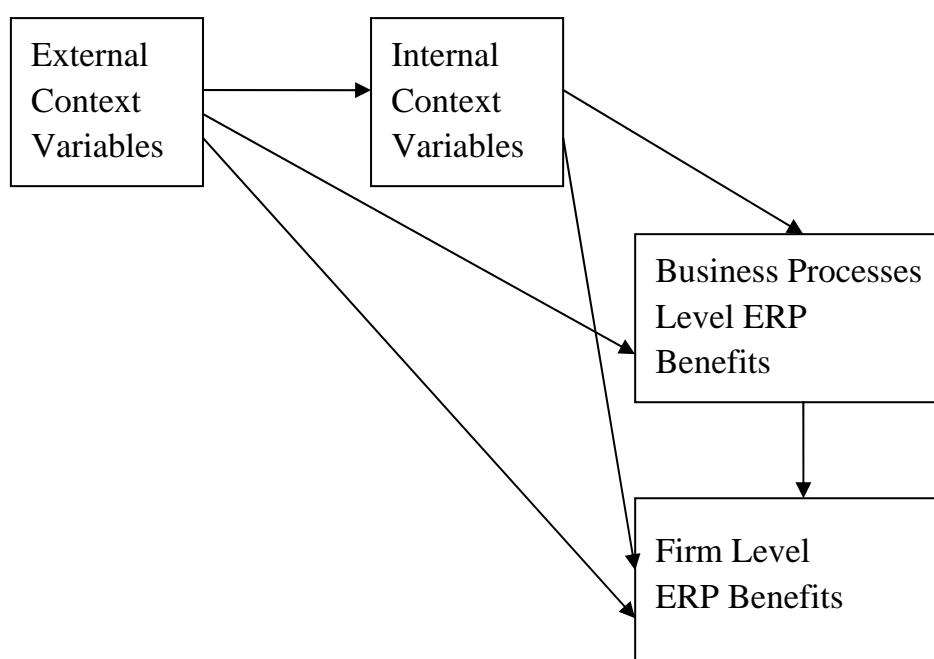 External
Context
Variables
Internal
Context
Variables
Business Processes
Level ERP
Benefits
Firm Level
ERP Benefits